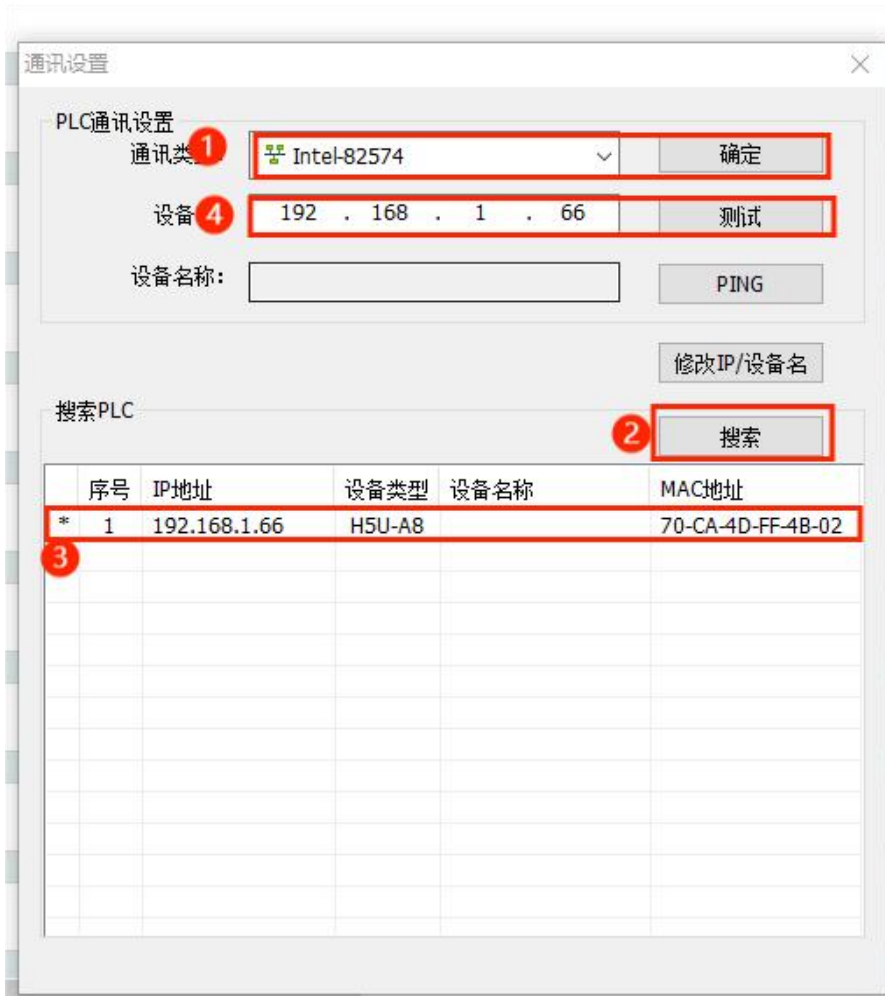 通讯设置
PLC通讯设置
通讯类 1 Intel-82574 确定
设备 4 192 . 168 . 1 . 66 测试
设备名称: PING
修改IP/设备名
搜索PLC
2 搜索
序号 IP地址 设备类型 设备名称 MAC地址
* 1 192.168.1.66 H5U-A8 70-CA-4D-FF-4B-02
3